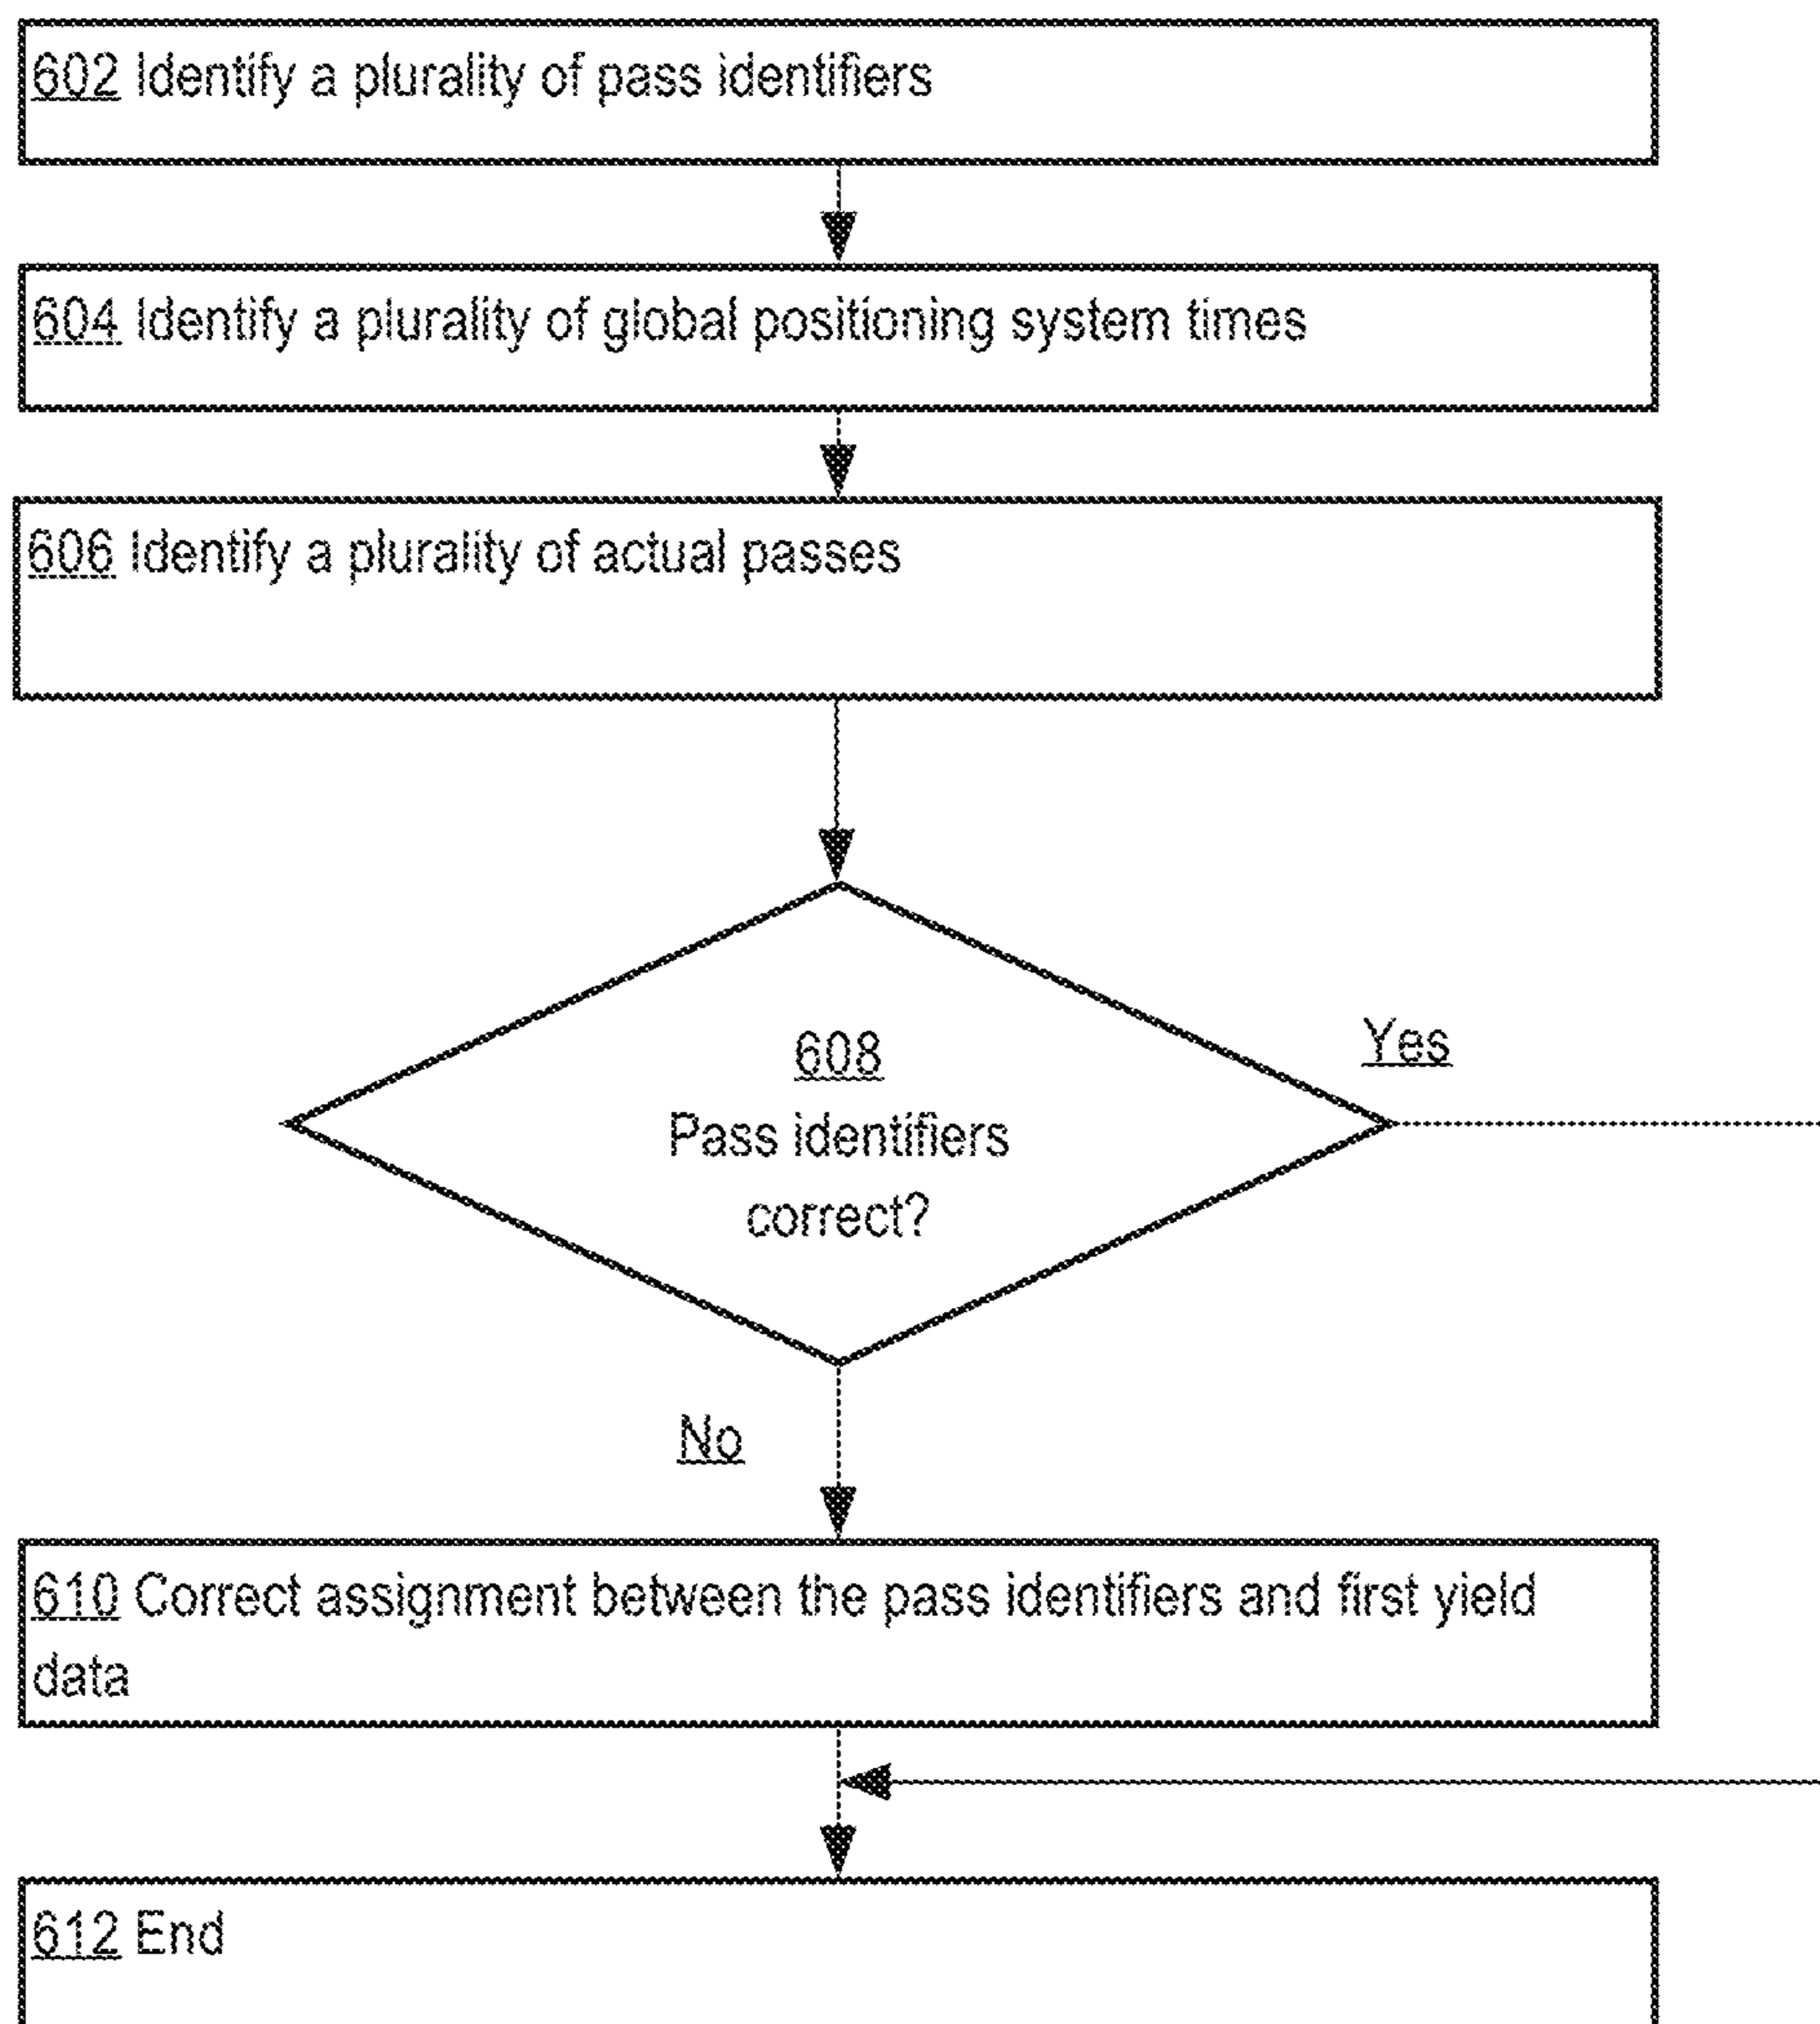 602 Identify a plurality of pass identifiers
604 Identify a plurality of global positioning system times
606 Identify a plurality of actual passes
608
Pass identifiers
correct?
Yes
No
610 Correct assignment between the pass identifiers and first yield
data
612 End